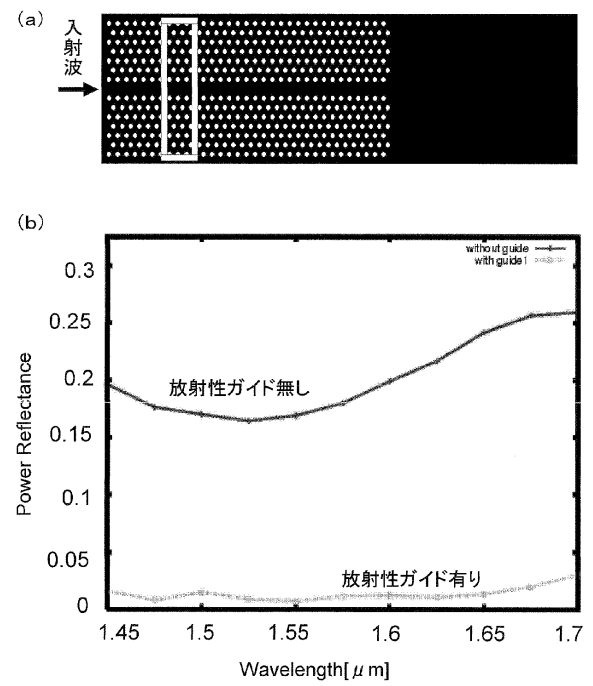 (a)
入射波
(b)
without guide
with guide1
0.3
0.25
0.2
0.15
0.1
0.05
0
放射性ガイド無し
放射性ガイド有り
Power Reflectance
1.45 1.5 1.55 1.6 1.65 1.7
Wavelength[μm]